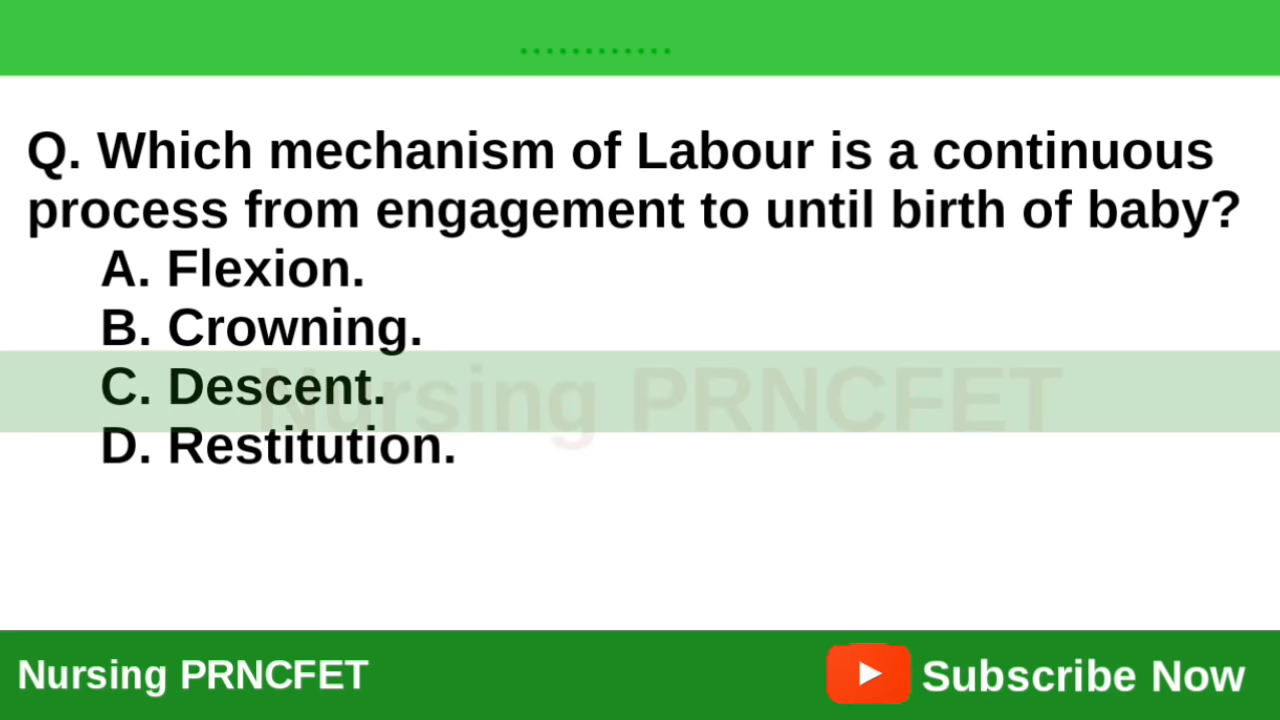 ............
Q. Which mechanism of Labour is a continuous
process from engagement to until birth of baby?
A. Flexion.
B. Crowning.
C. Descent.
D. Restitution.
Nursing PRNCFET
Nursing PRNCFET
Subscribe Now